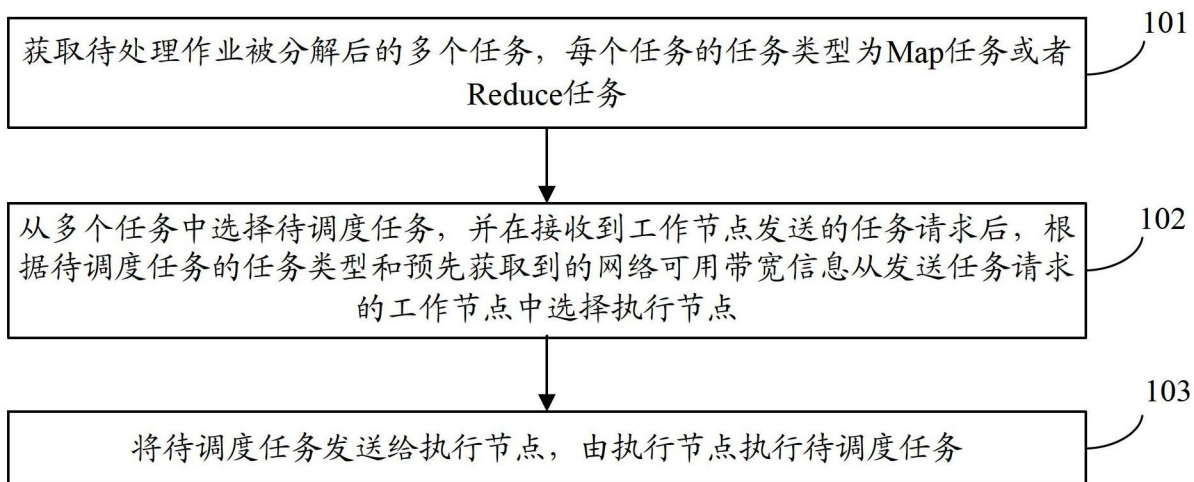 获取待处理作业被分解后的多个任务，每个任务的任务类型为Map任务或者
Reduce任务
101
从多个任务中选择待调度任务，并在接收到工作节点发送的任务请求后，根
据待调度任务的任务类型和预先获取到的网络可用带宽信息从发送任务请求
的工作节点中选择执行节点
102
将待调度任务发送给执行节点，由执行节点执行待调度任务
103